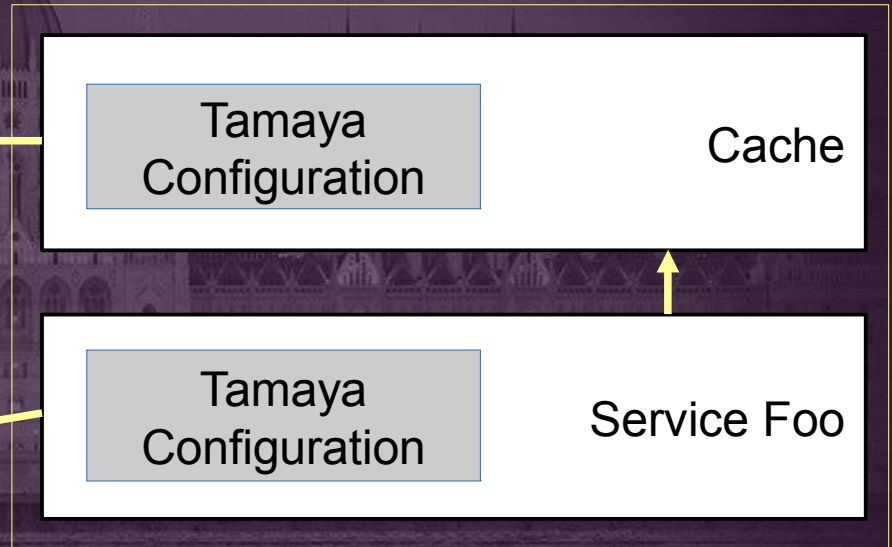 Tamaya
Configuration
Cache
Tamaya
Configuration
Service Foo